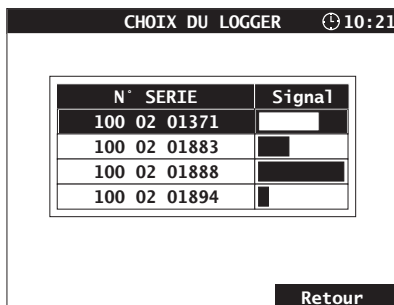 CHOIX DU LOGGER 10:21
N° SERIE Signal
100 02 01371
100 02 01883
100 02 01888
100 02 01894
Retour